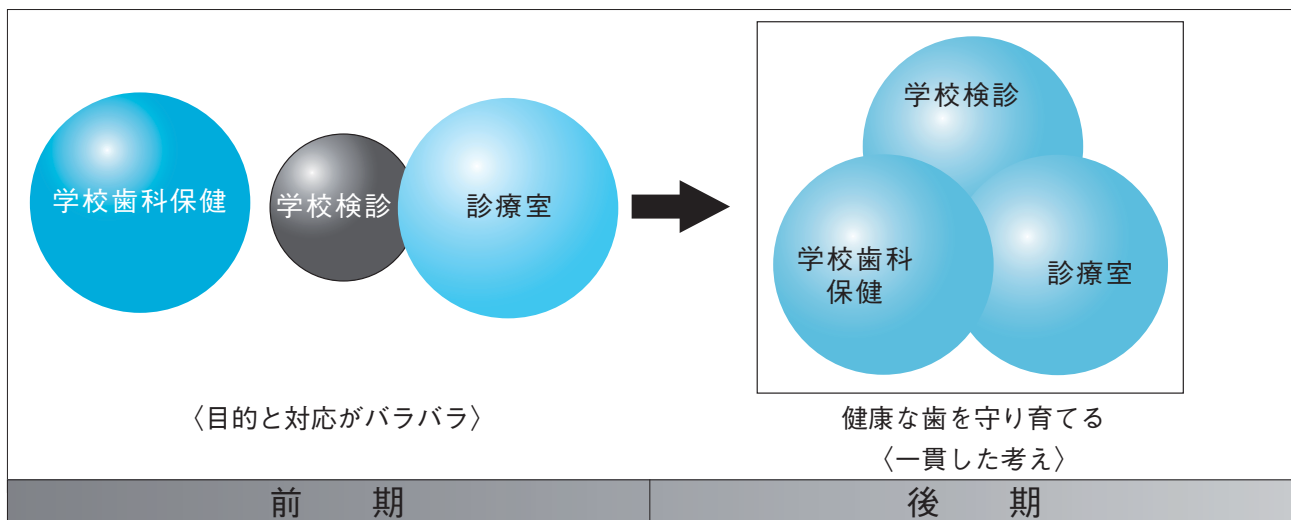 学校歯科保健
学校検診
診療室
学校検診
学校歯科
保健
診療室
〈目的と対応がバラバラ〉
健康な歯を守り育てる
〈一貫した考え〉
前　期
後　期